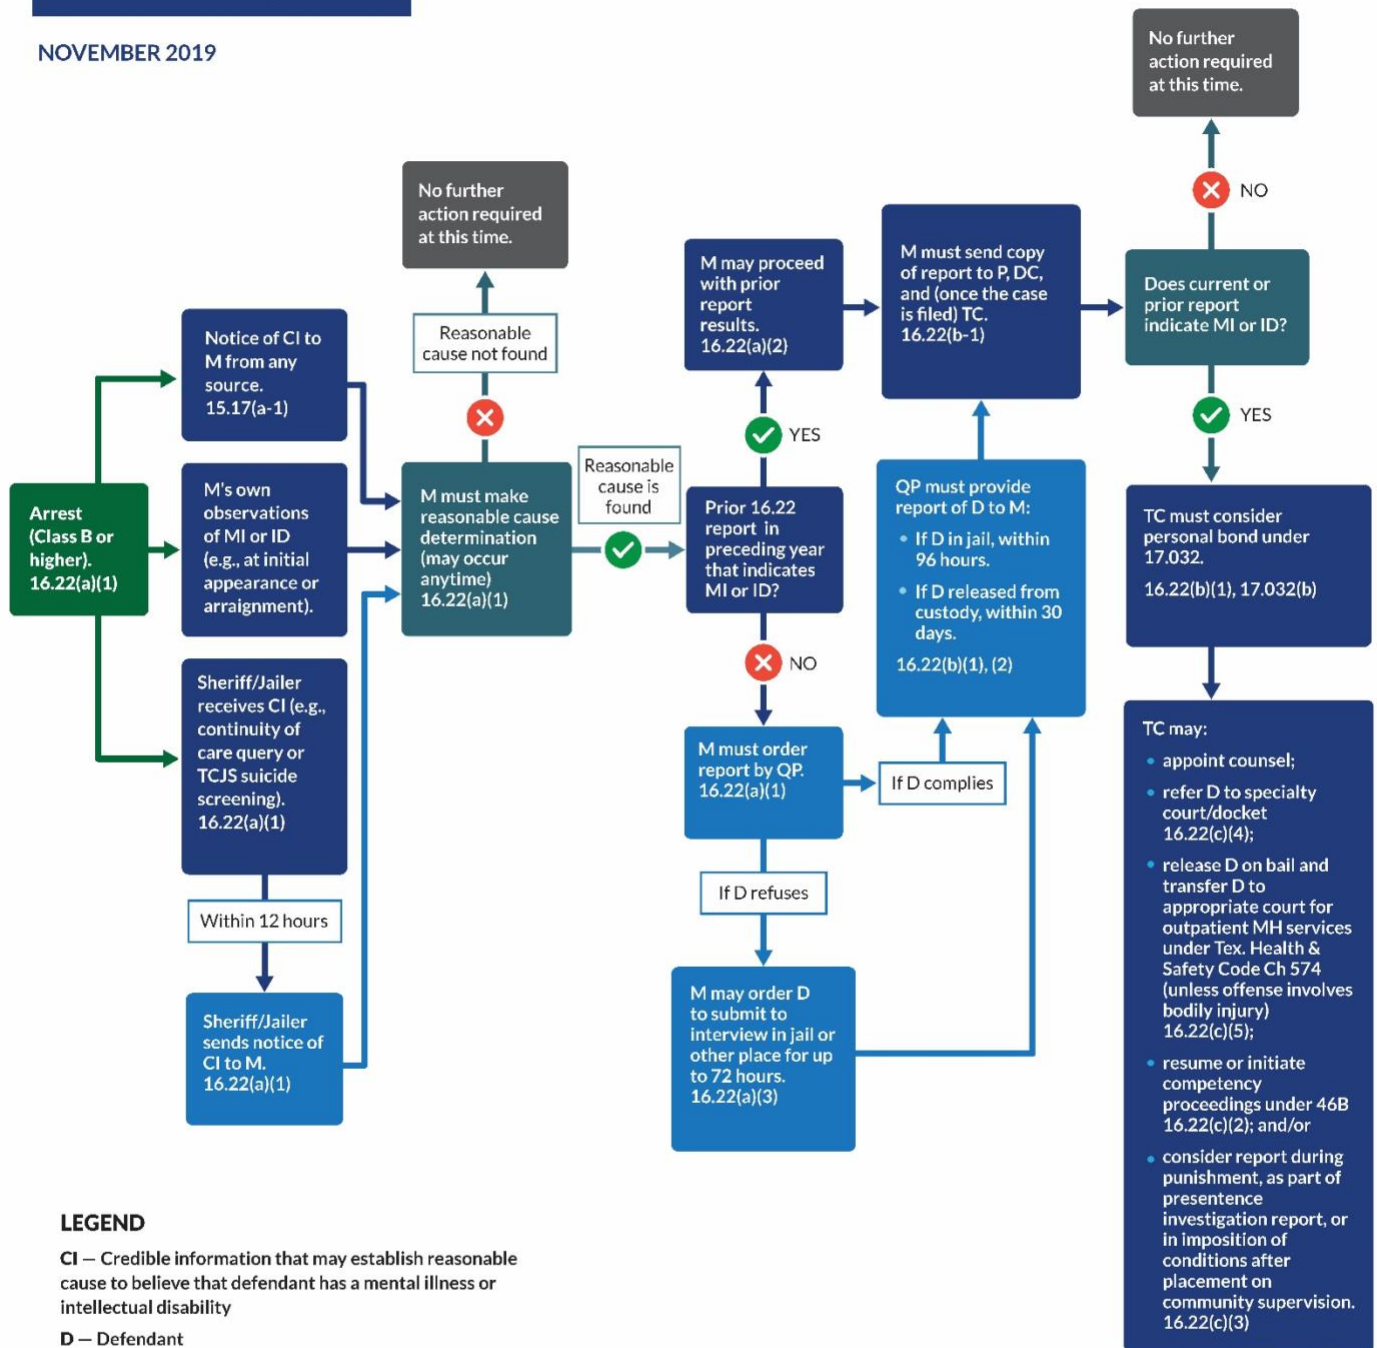 NOVEMBER 2019
No further
action required
at this time.
NO
No further
action required
at this time.
M may proceed
with prior
report
results.
16.22(a)(2)
M must send copy
of report to P, DC,
and (once the case
is filed) TC.
16.22(b-1)
Does current or
prior report
indicate MI or ID?
Notice of CI to
M from any
source.
15.17(a-1)
Reasonable
cause not found
YES
YES
Arrest
(Class B or
higher).
16.22(a)(1)
M's own
observations
of MI or ID
(e.g., at initial
appearance or
arraignment).
M must make
reasonable cause
determination
(may occur
anytime)
16.22(a)(1)
Reasonable
cause is
found
Prior 16.22
report in
preceding year
that indicates
MI or ID?
QP must provide
report of D to M:
• If D in jail, within
96 hours.
• If D released from
custody, within 30
days.
16.22(b)(1), (2)
TC must consider
personal bond under
17.032.
16.22(b)(1), 17.032(b)
NO
Sheriff/Jailer
receives CI (e.g.,
continuity of
care query or
TCJS suicide
screening).
16.22(a)(1)
M must order
report by QP.
16.22(a)(1)
If D complies
TC may:
• appoint counsel;
• refer D to specialty
court/docket
16.22(c)(4);
• release D on bail and
transfer D to
appropriate court for
outpatient MH services
under Tex. Health &
Safety Code Ch 574
(unless offense involves
bodily injury)
16.22(c)(5);
• resume or initiate
competency
proceedings under 46B
16.22(c)(2); and/or
• consider report during
punishment, as part of
presentence
investigation report, or
in imposition of
conditions after
placement on
community supervision.
16.22(c)(3)
Within 12 hours
If D refuses
Sheriff/Jailer
sends notice of
CI to M.
16.22(a)(1)
M may order D
to submit to
interview in jail or
other place for up
to 72 hours.
16.22(a)(3)
LEGEND
CI — Credible information that may establish reasonable
cause to believe that defendant has a mental illness or
intellectual disability
D — Defendant